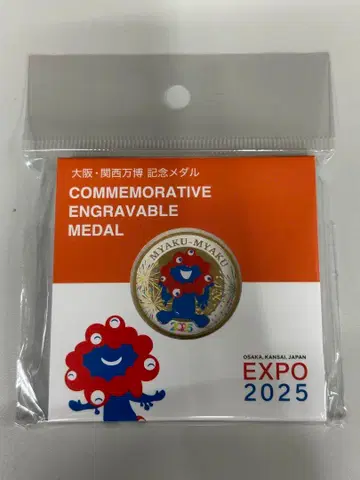 大阪・関西万博 記念メダル
COMMEMORATIVE
ENGRAVABLE
MEDAL
MYAKU-MYAKU
2025
OSAKA, KANSAI, JAPAN
EXPO
2025